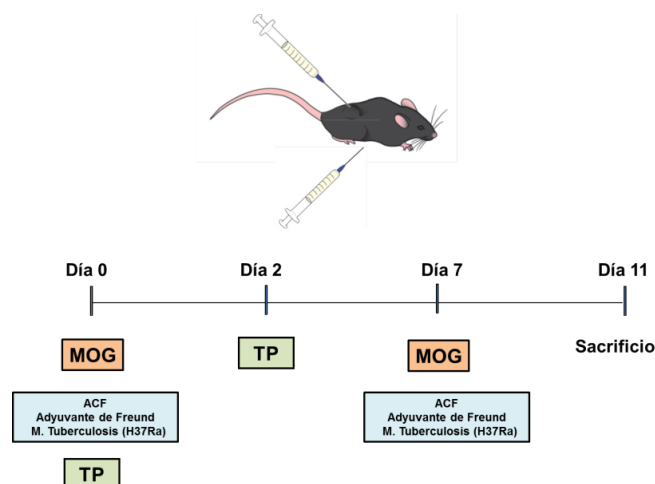 Día 0
Día 2
Día 7
Día 11
MOG
TP
MOG
Sacrificio
ACF
Adyuvante de Freund
M. Tuberculosis (H37Ra)
ACF
Adyuvante de Freund
M. Tuberculosis (H37Ra)
TP